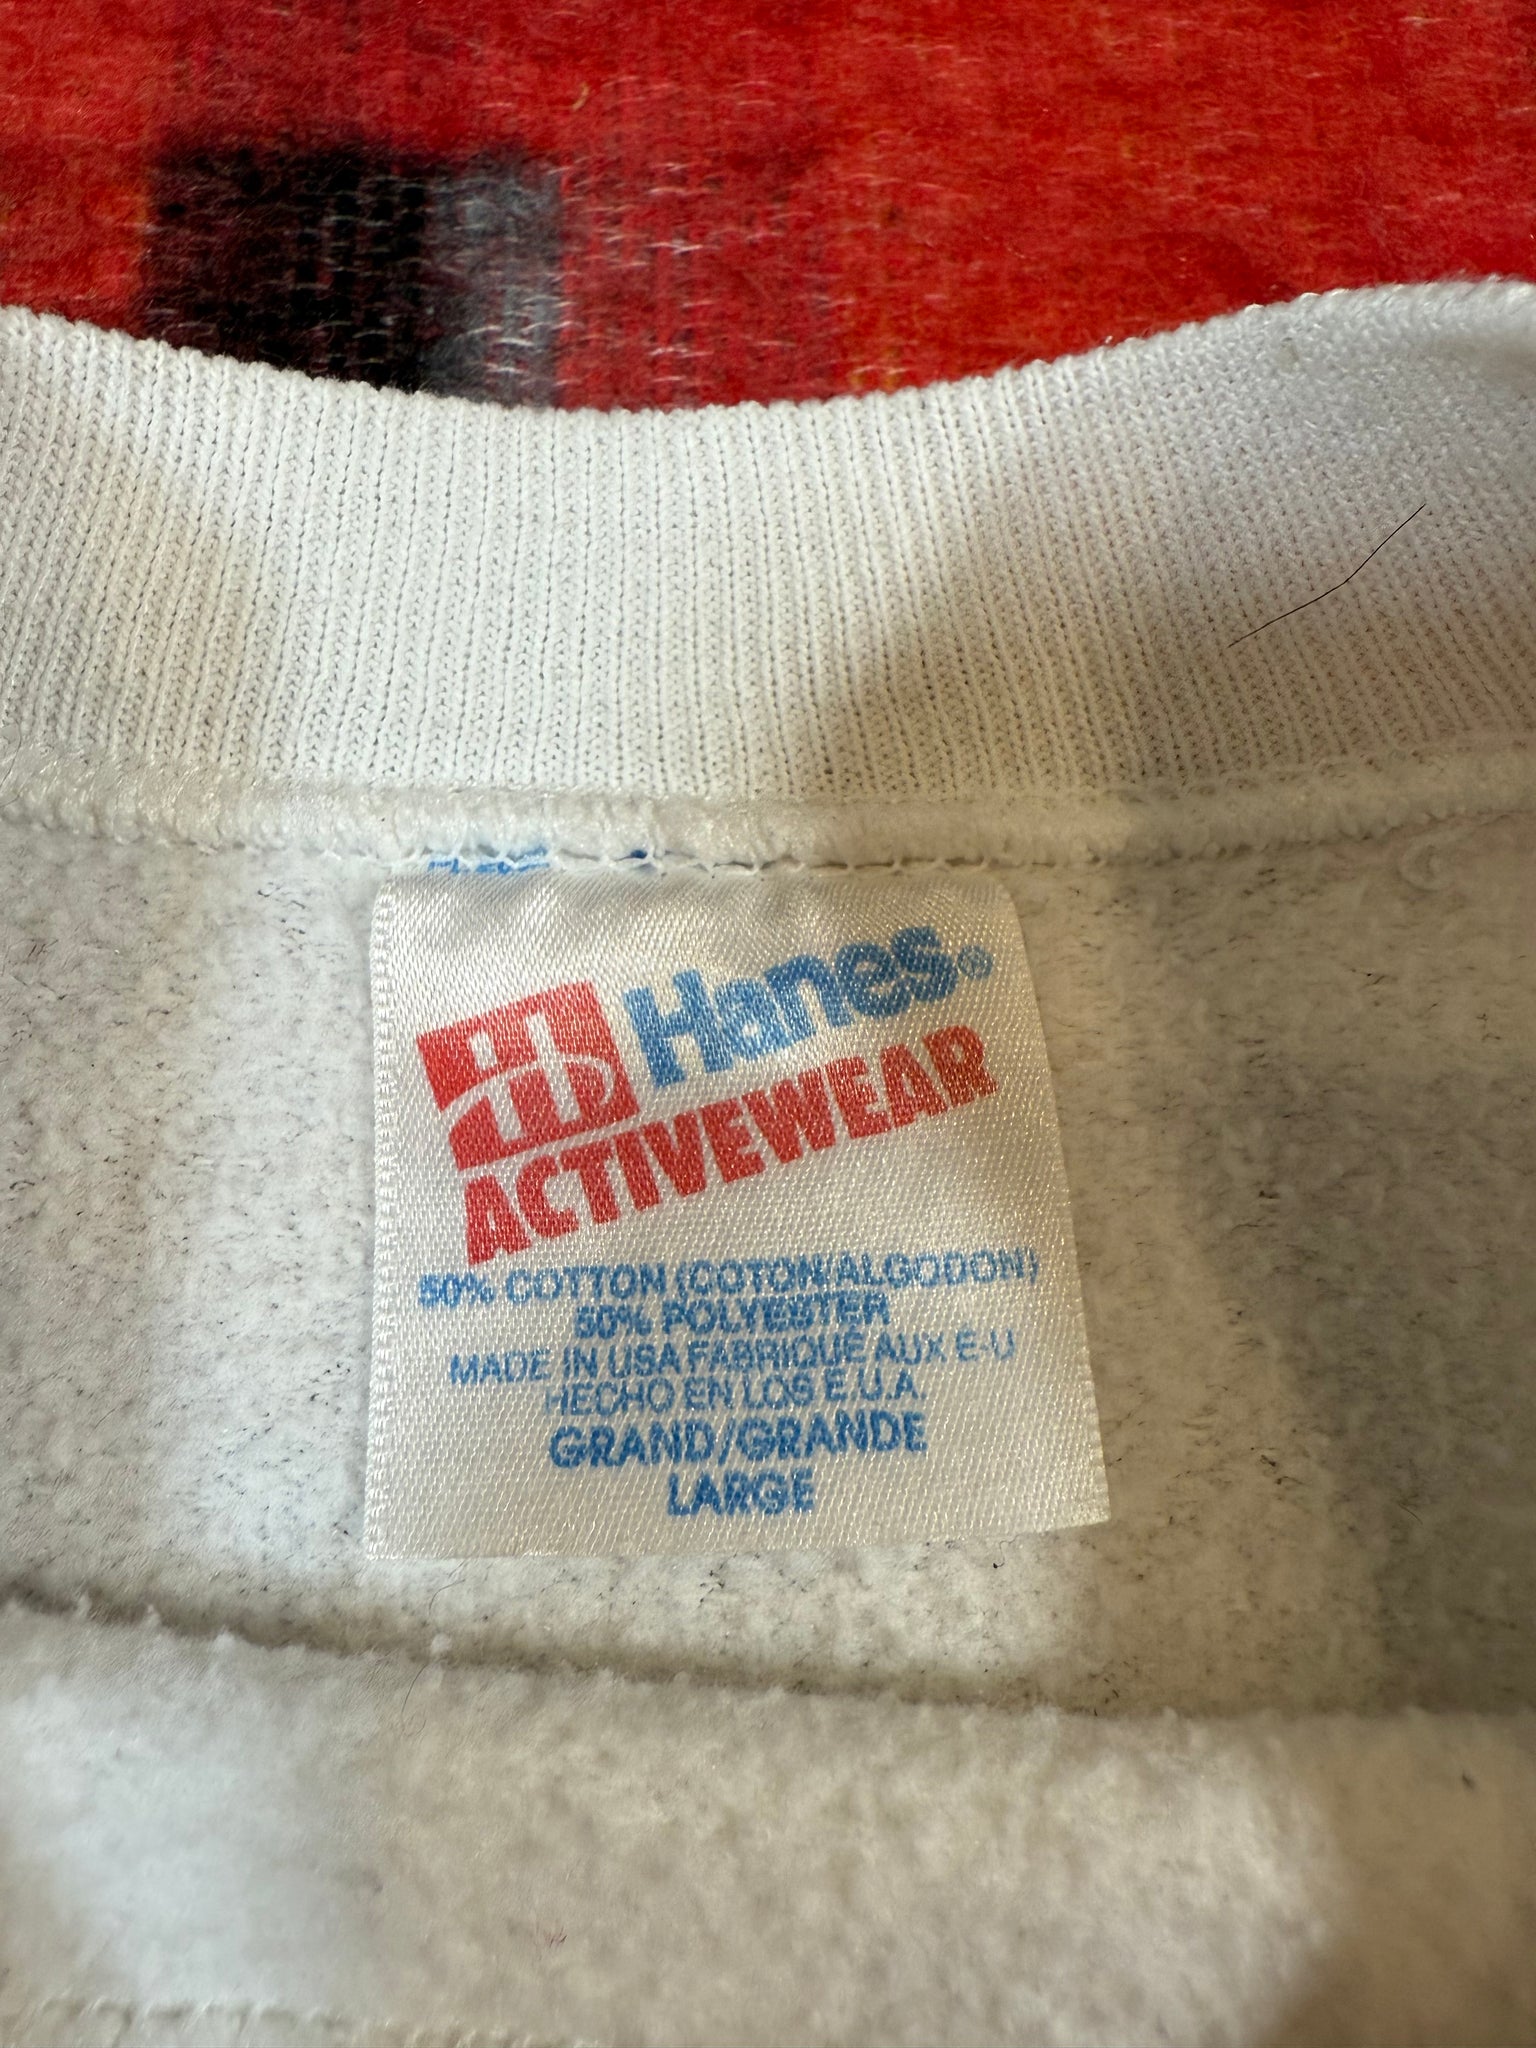 Hanes®
ACTIVEWEAR
50% COTTON (COTON/ALGODON)
50% POLYESTER
MADE IN USA FABRIQUÉ AUX É-U
HECHO EN LOS E.U.A.
GRAND/GRANDE
LARGE